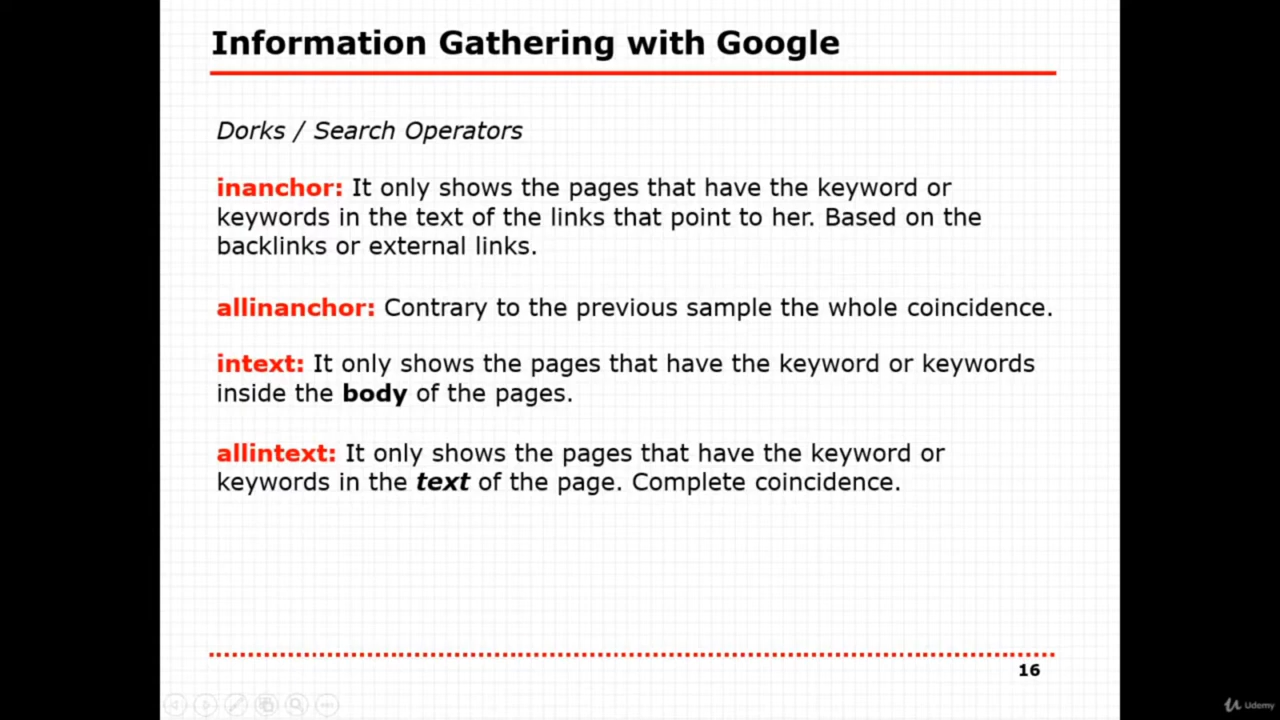 Information Gathering with Google
Dorks / Search Operators
inanchor: It only shows the pages that have the keyword or
keywords in the text of the links that point to her. Based on the
backlinks or external links.
allinanchor: Contrary to the previous sample the whole coincidence.
intext: It only shows the pages that have the keyword or keywords
inside the body of the pages.
allintext: It only shows the pages that have the keyword or
keywords in the text of the page. Complete coincidence.
16
Udemy